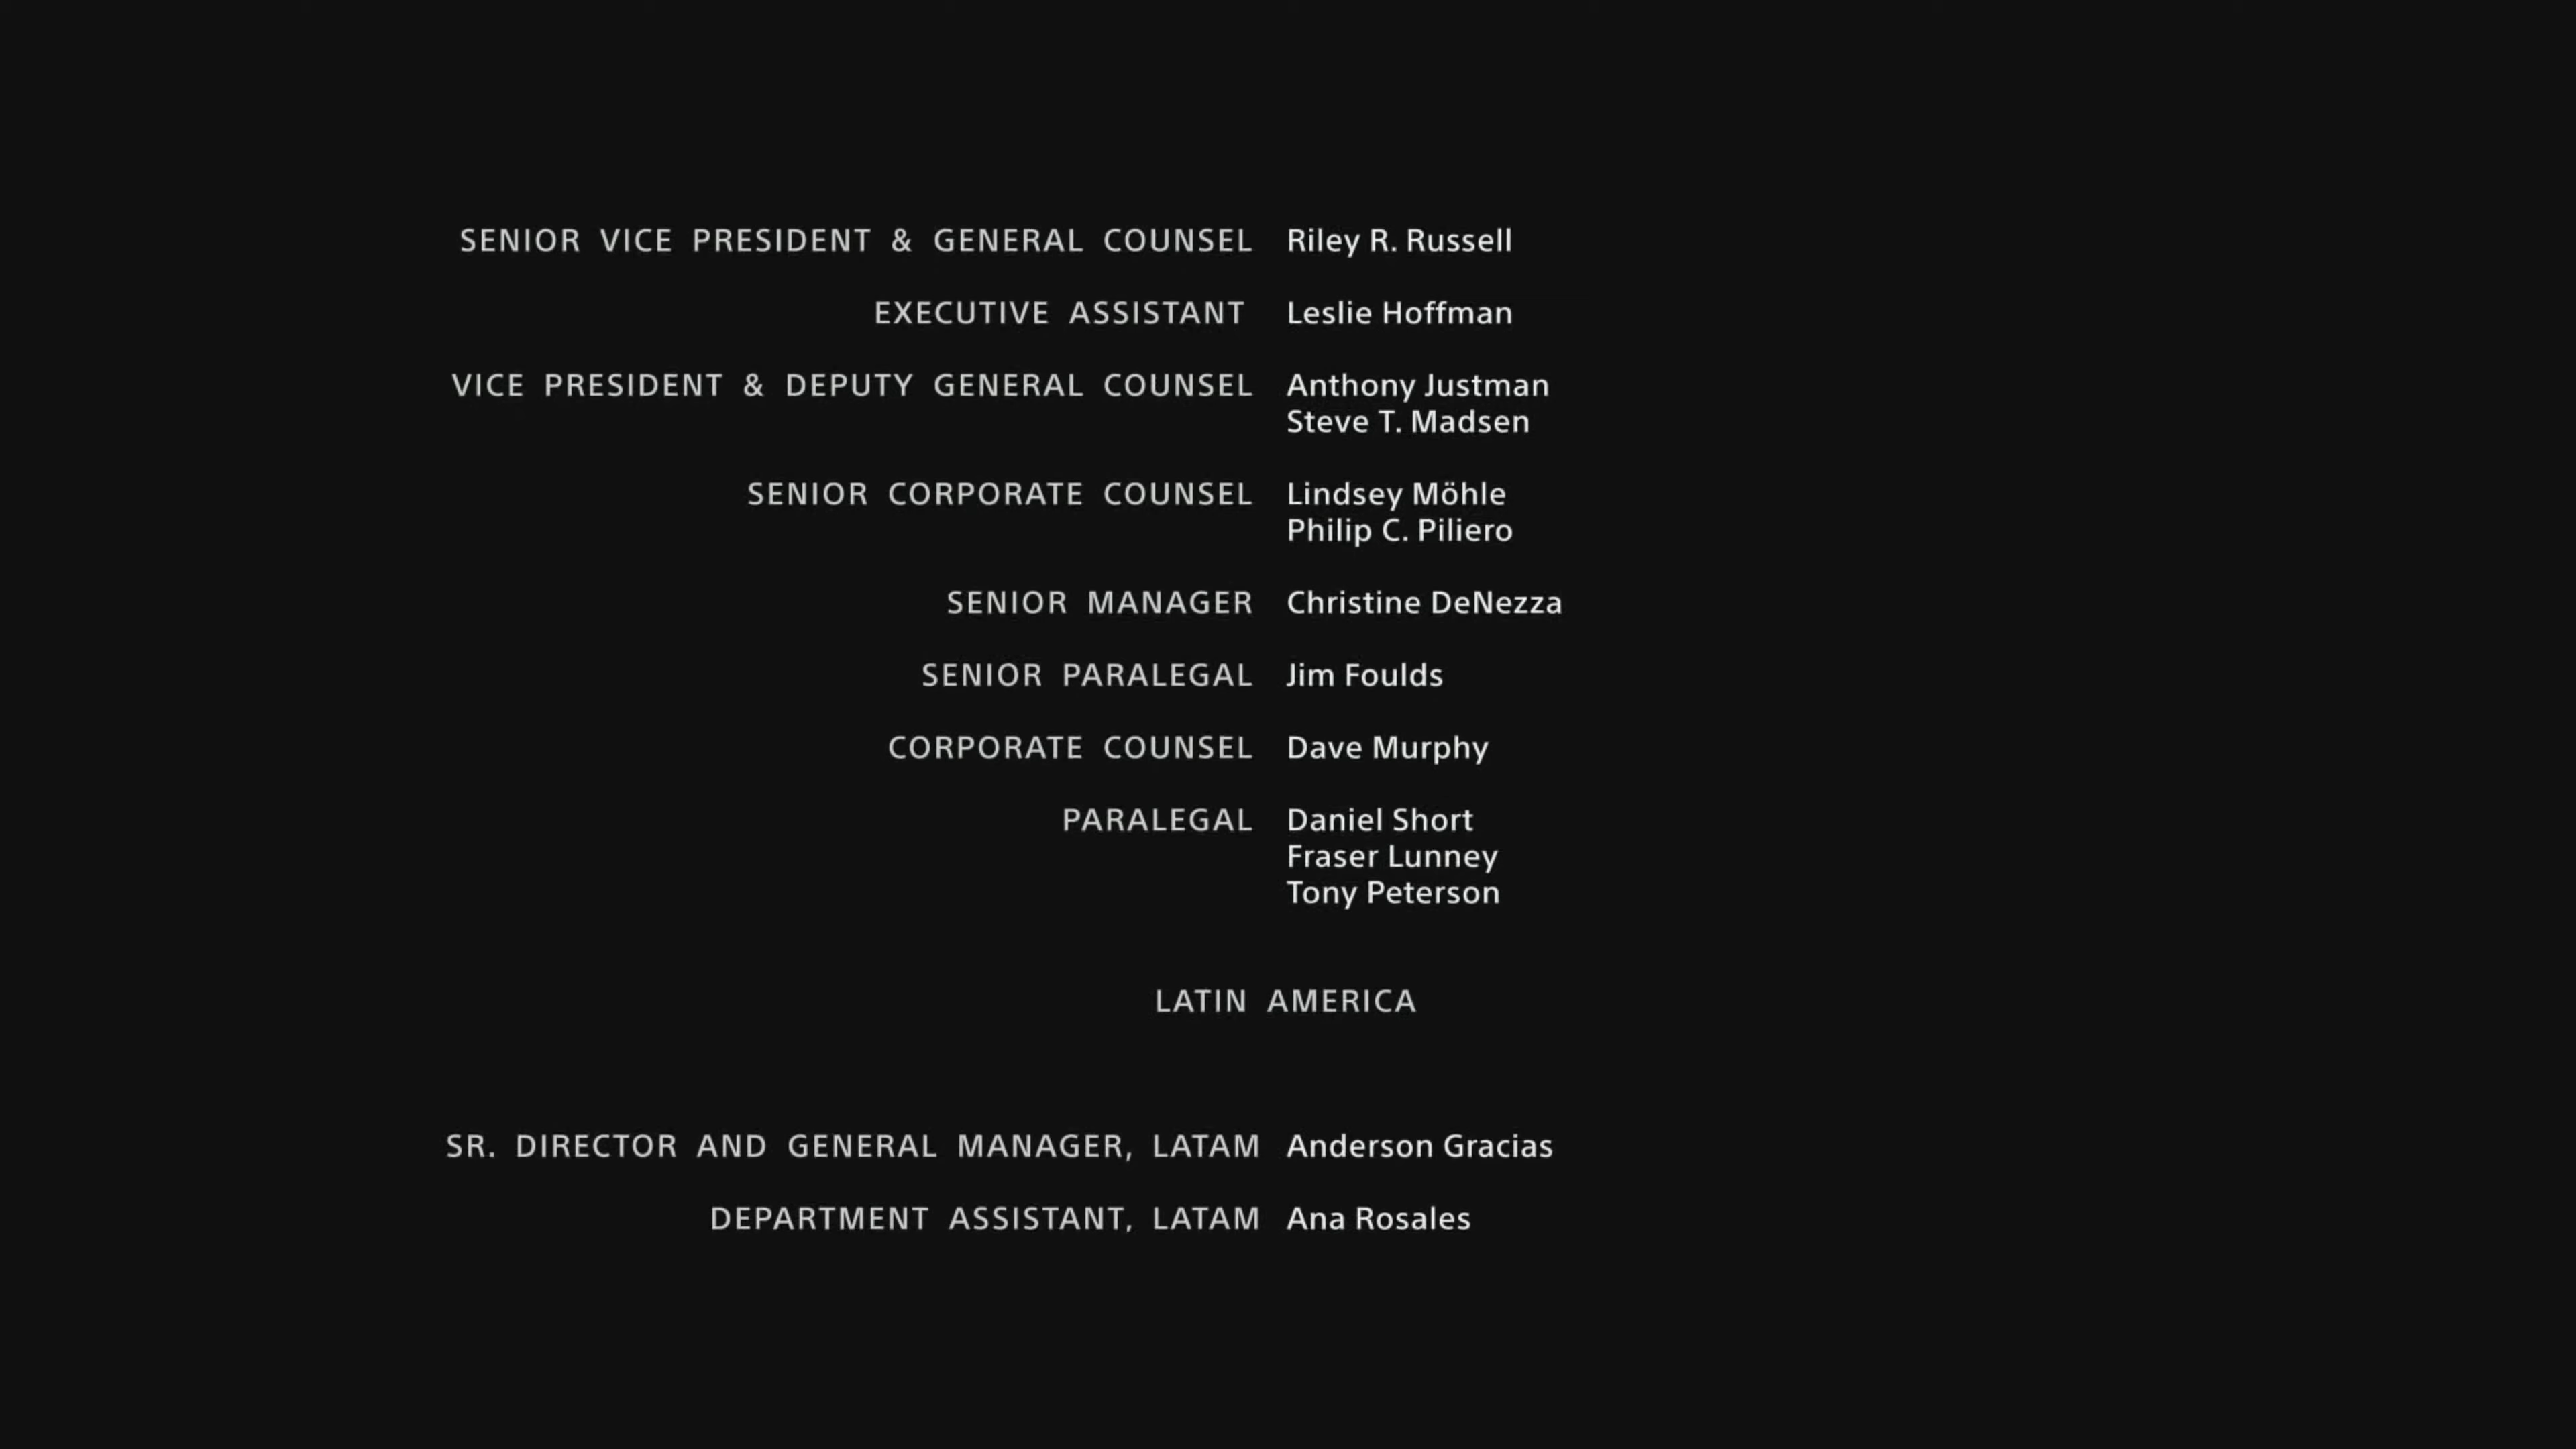 SENIOR VICE PRESIDENT & GENERAL COUNSEL Riley R. Russell
EXECUTIVE ASSISTANT Leslie Hoffman
VICE PRESIDENT & DEPUTY GENERAL COUNSEL Anthony Justman
Steve T. Madsen
SENIOR CORPORATE COUNSEL Lindsey Möhle
Philip C. Piliero
SENIOR MANAGER Christine DeNezza
SENIOR PARALEGAL Jim Foulds
CORPORATE COUNSEL Dave Murphy
PARALEGAL Daniel Short
Fraser Lunney
Tony Peterson
LATIN AMERICA
SR. DIRECTOR AND GENERAL MANAGER, LATAM Anderson Gracias
DEPARTMENT ASSISTANT, LATAM Ana Rosales